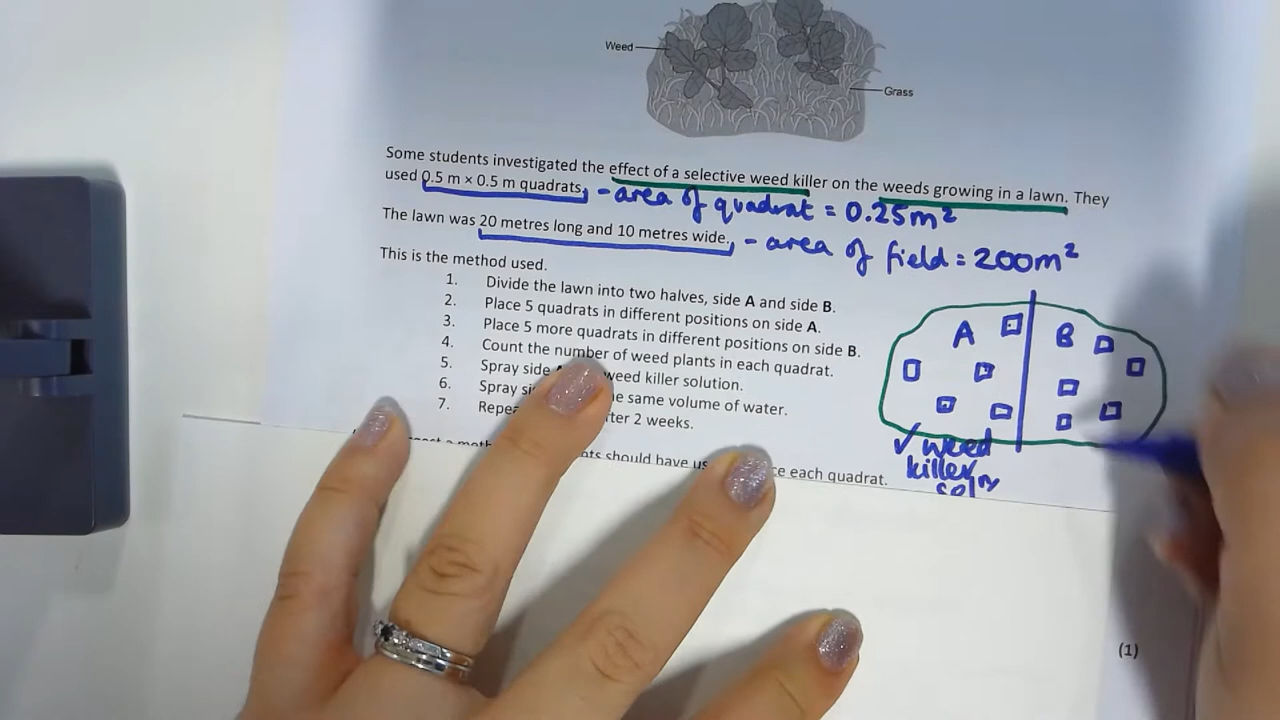 Weed
Grass
Some students investigated the effect of a selective weed killer on the weeds growing in a lawn. They
used 0.5 m × 0.5 m quadrats. - area of quadrat = 0.25m²
The lawn was 20 metres long and 10 metres wide. - area of field = 200m²
This is the method used.
1. Divide the lawn into two halves, side A and side B.
2. Place 5 quadrats in different positions on side A.
3. Place 5 more quadrats in different positions on side B.
4. Count the number of weed plants in each quadrat.
5. Spray side weed killer solution.
6. Spray same volume of water.
7. after 2 weeks.
A B
✓ weed
killer
soln
should have each quadrat.
(1)